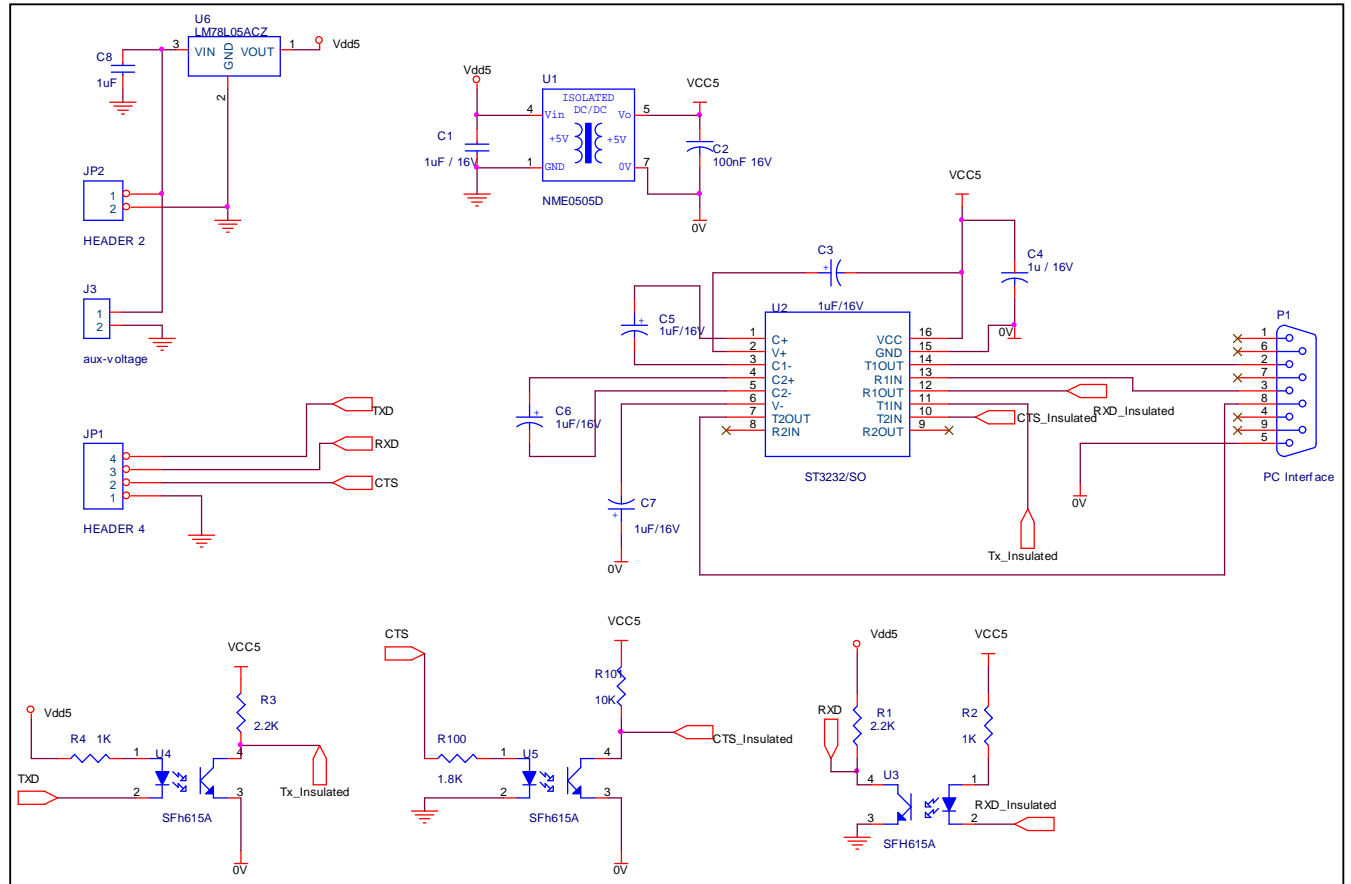 U6
LM78L05ACZ
3 VIN GND VOUT 1 Vdd5
2
C8
1uF
JP2
1
2
HEADER 2
J3
1
2
aux-voltage
JP1
4
3
2
1
HEADER 4
TXD
RXD
CTS
Vdd5
U1
VCC5
ISOLATED
DC/DC
4 Vin Vo 5
+5V +5V
1 GND 0V 7
NME0505D
C1
1uF / 16V
C2
100nF 16V
0V
VCC5
C3
1uF/16V
C4
1u / 16V
0V
C5
1uF/16V
C6
1uF/16V
C7
1uF/16V
0V
U2
1 C+ VCC 16
2 V+ GND 15
3 C1- T1OUT 14
4 C2+ R1IN 13
5 C2- R1OUT 12
6 V- T1IN 11
7 T2OUT T2IN 10
8 R2IN R2OUT 9
ST3232/SO
CTS_Insulated
RXD_Insulated
Tx_Insulated
0V
P1
1
6
2
7
3
8
4
9
5
PC Interface
Vdd5
R4 1K
TXD
1 U4 4
2 3
SFh615A
VCC5
R3
2.2K
Tx_Insulated
0V
CTS
R100
1.8K
1 U5 4
2 3
SFh615A
VCC5
R101
10K
CTS_Insulated
0V
Vdd5
VCC5
RXD
R1
2.2K
R2
1K
4 U3 1
3 2
SFH615A
RXD_Insulated